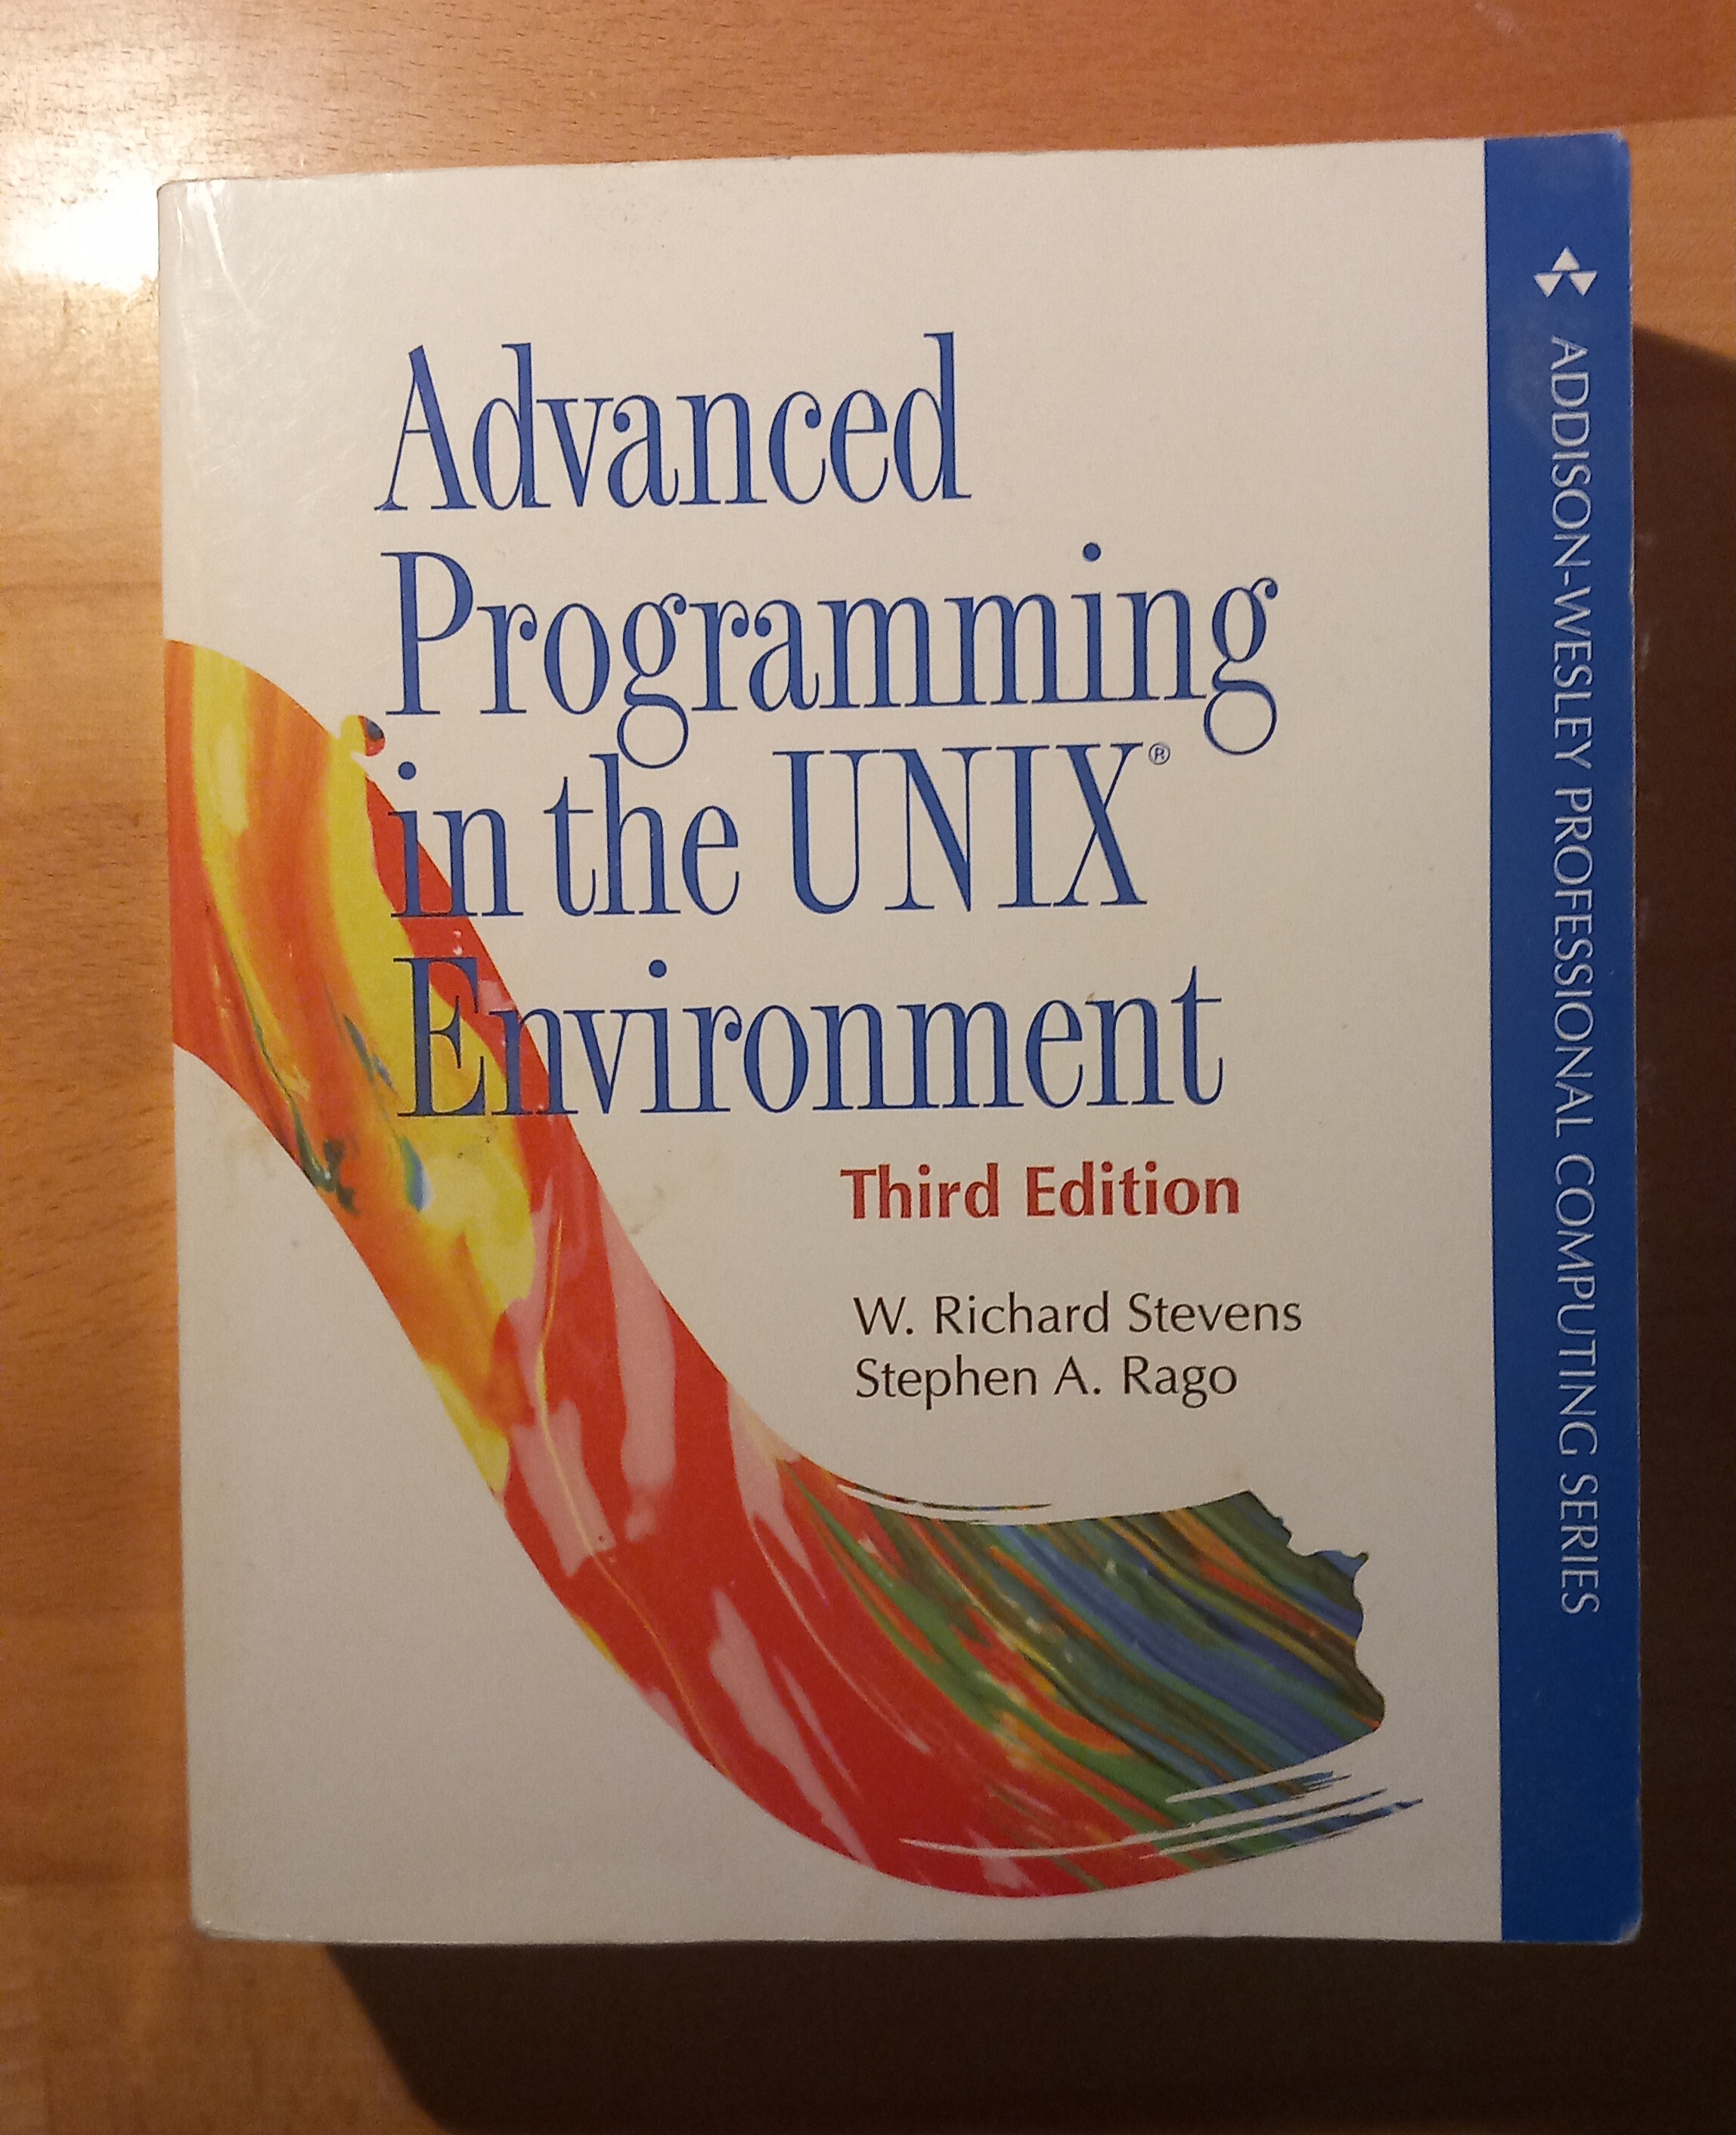 Advanced
Programming
in the UNIX®
Environment
Third Edition
W. Richard Stevens
Stephen A. Rago
ADDISON-WESLEY PROFESSIONAL COMPUTING SERIES